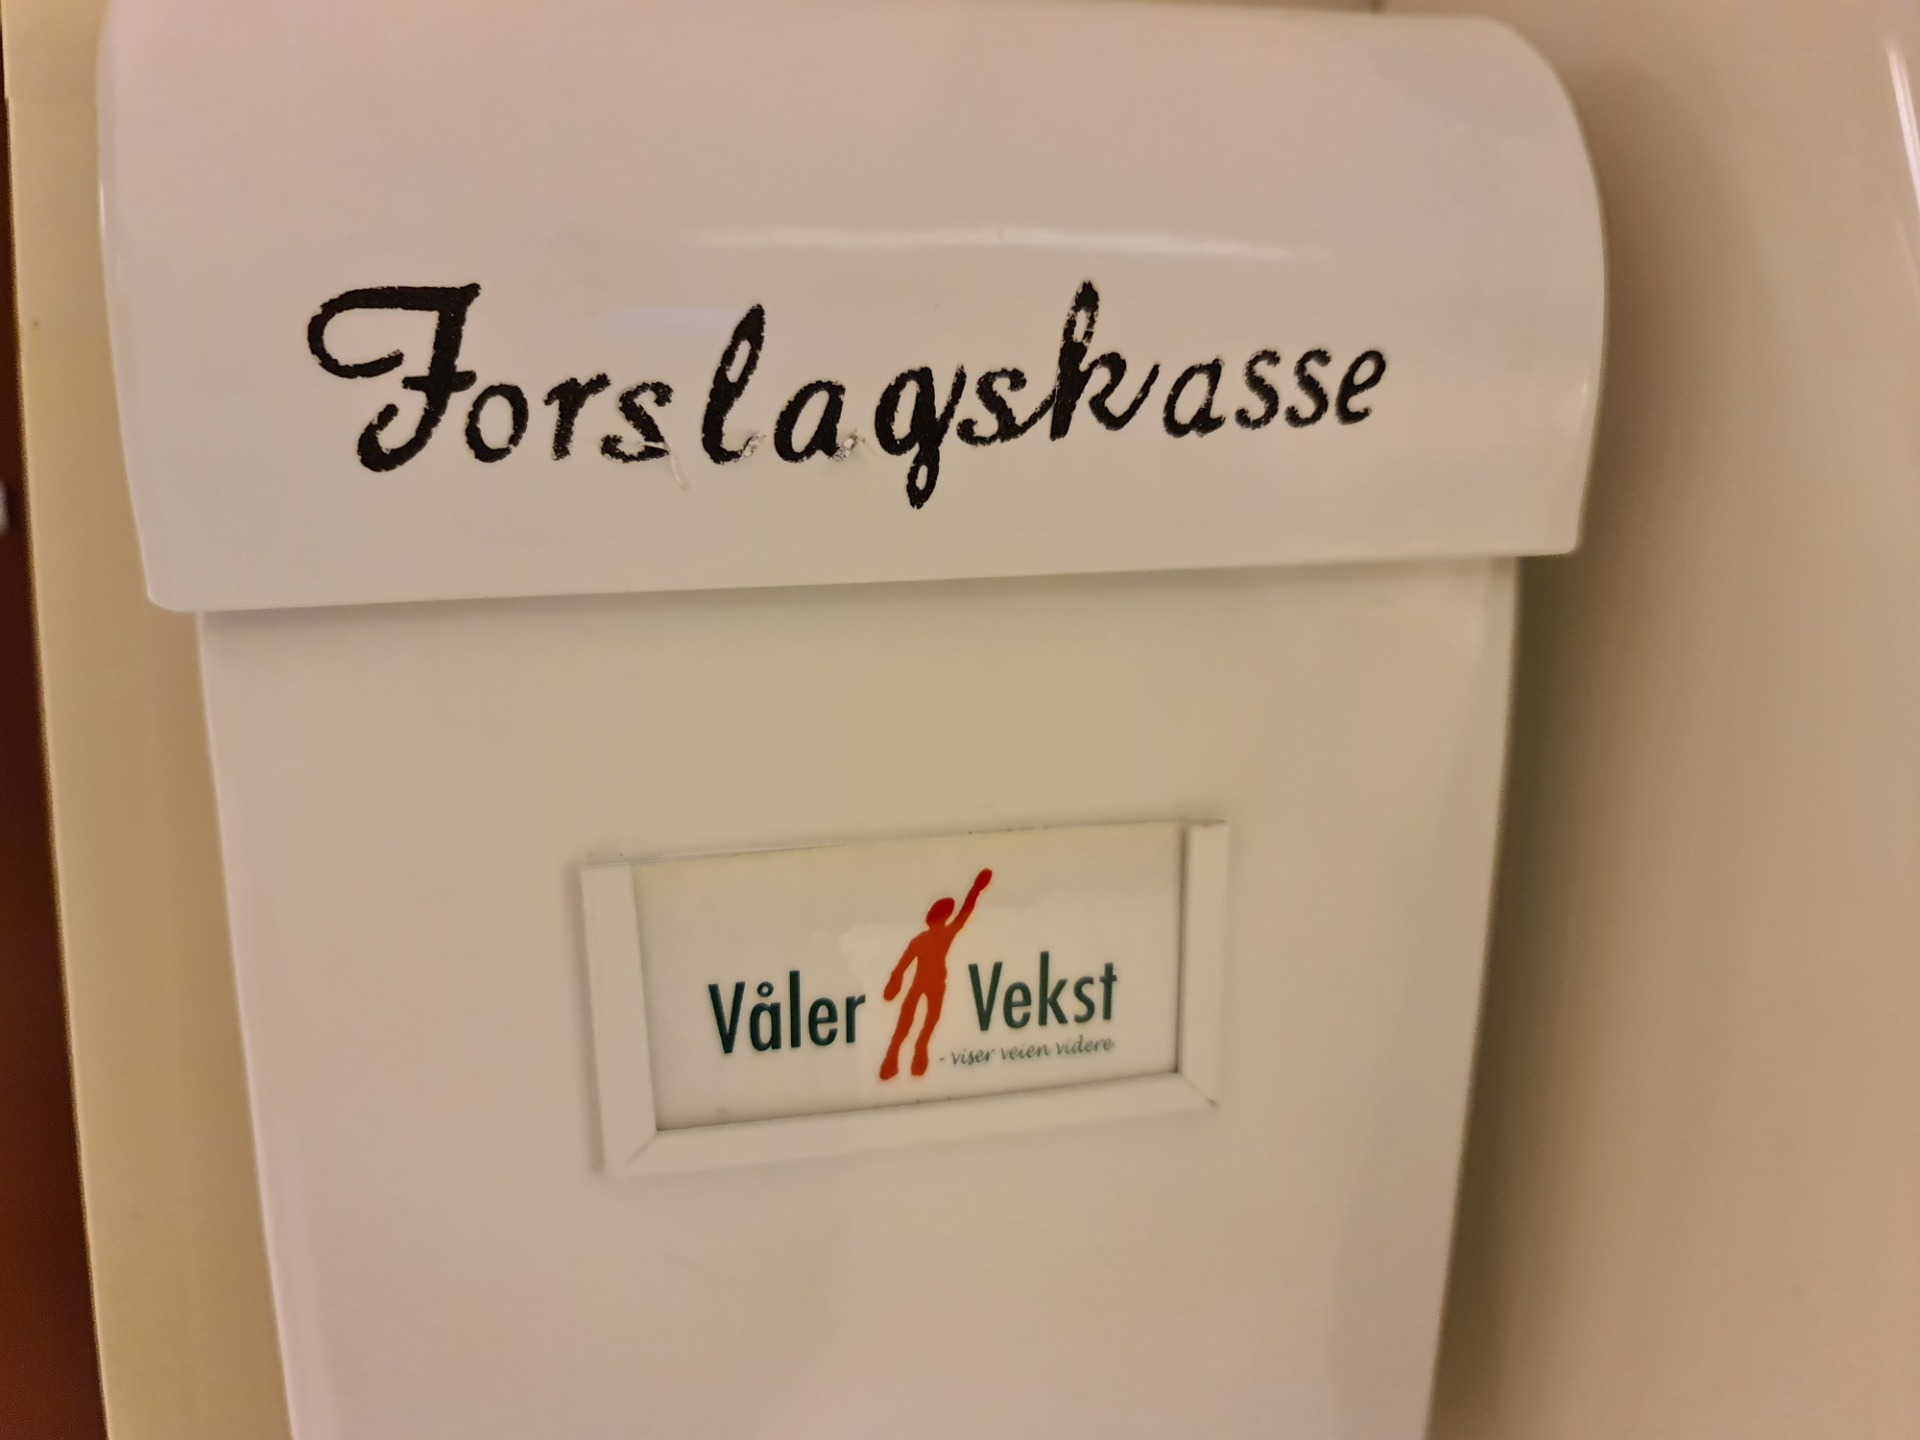 Forslagskasse
Våler Vekst
- viser veien videre